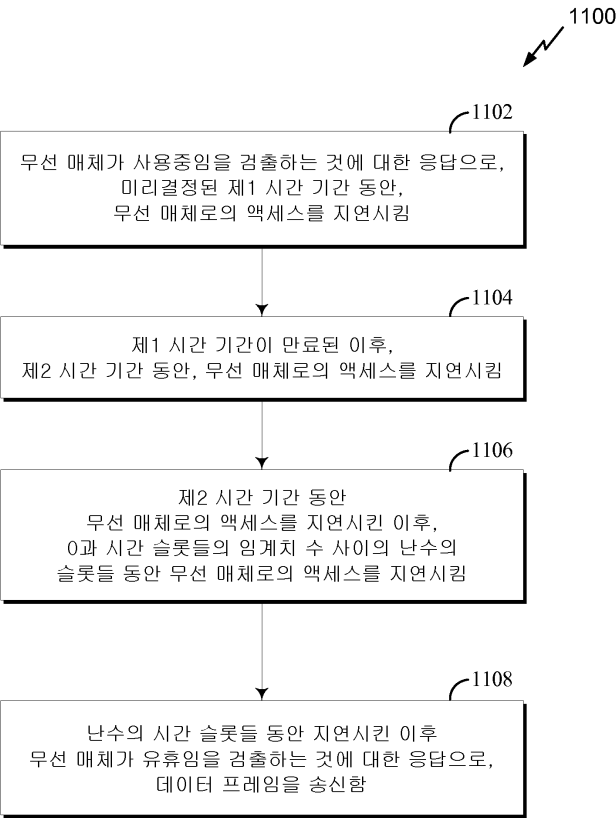 1100
1102
무선 매체가 사용중임을 검출하는 것에 대한 응답으로,
미리결정된 제1 시간 기간 동안,
무선 매체로의 액세스를 지연시킴
1104
제1 시간 기간이 만료된 이후,
제2 시간 기간 동안, 무선 매체로의 액세스를 지연시킴
1106
제2 시간 기간 동안
무선 매체로의 액세스를 지연시킨 이후,
0과 시간 슬롯들의 임계치 수 사이의 난수의
슬롯들 동안 무선 매체로의 액세스를 지연시킴
1108
난수의 시간 슬롯들 동안 지연시킨 이후
무선 매체가 유휴임을 검출하는 것에 대한 응답으로,
데이터 프레임을 송신함